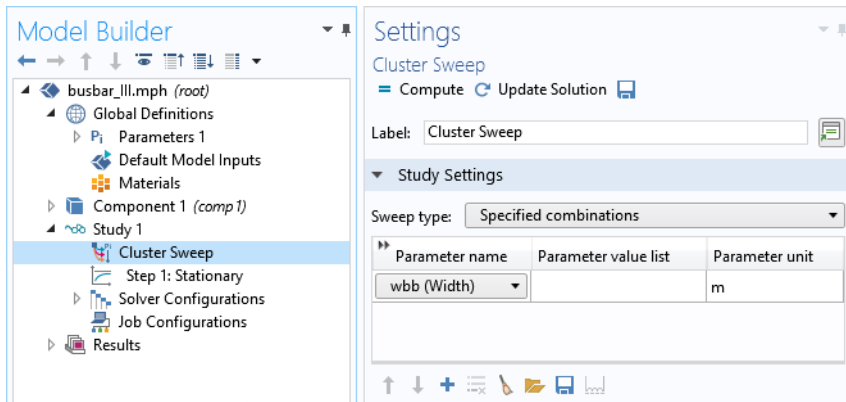 Model Builder
busbar_III.mph (root)
Global Definitions
Pi Parameters 1
Default Model Inputs
Materials
Component 1 (comp1)
Study 1
Cluster Sweep
Step 1: Stationary
Solver Configurations
Job Configurations
Results
Settings
Cluster Sweep
= Compute Update Solution
Label: Cluster Sweep
Study Settings
Sweep type: Specified combinations
Parameter name Parameter value list Parameter unit
wbb (Width) m